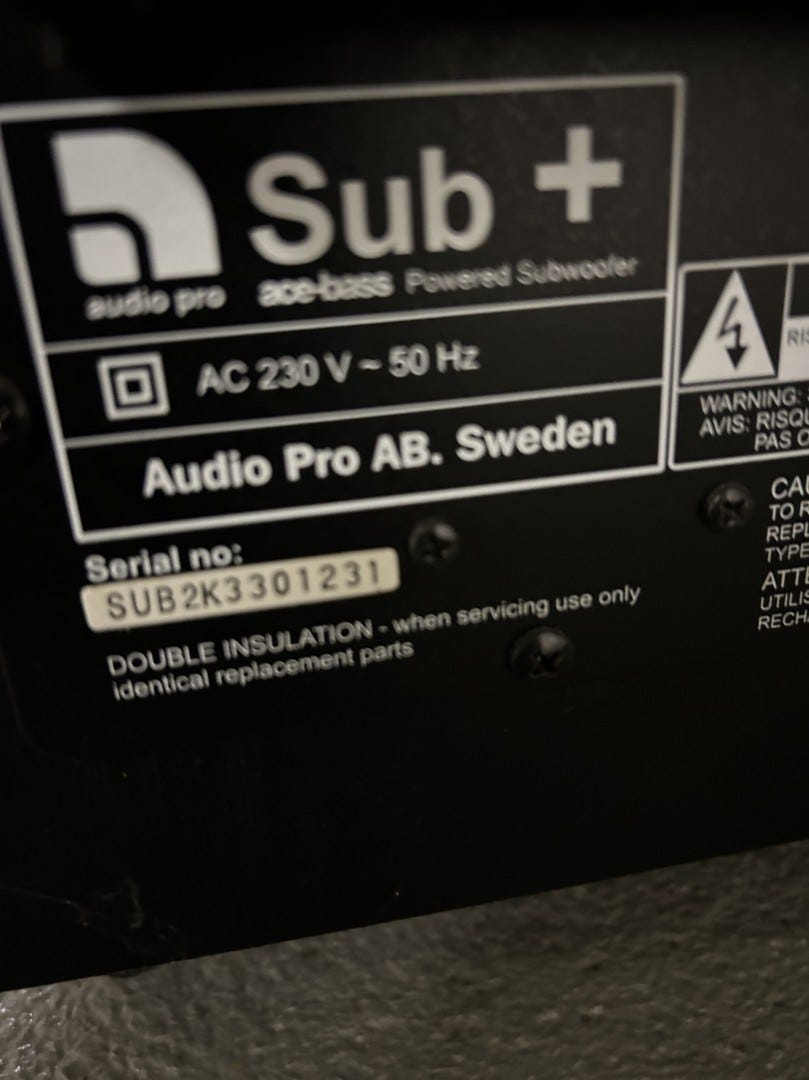 Sub +
audio pro ace-bass Powered Subwoofer
AC 230 V ~ 50 Hz
Audio Pro AB. Sweden
Serial no:
SUB2K3301231
DOUBLE INSULATION - when servicing use only
identical replacement parts
RIS
WARNING:
AVIS: RISQU
PAS O
CAU
TO R
REPL
TYPE
ATTE
UTILIS
RECHA